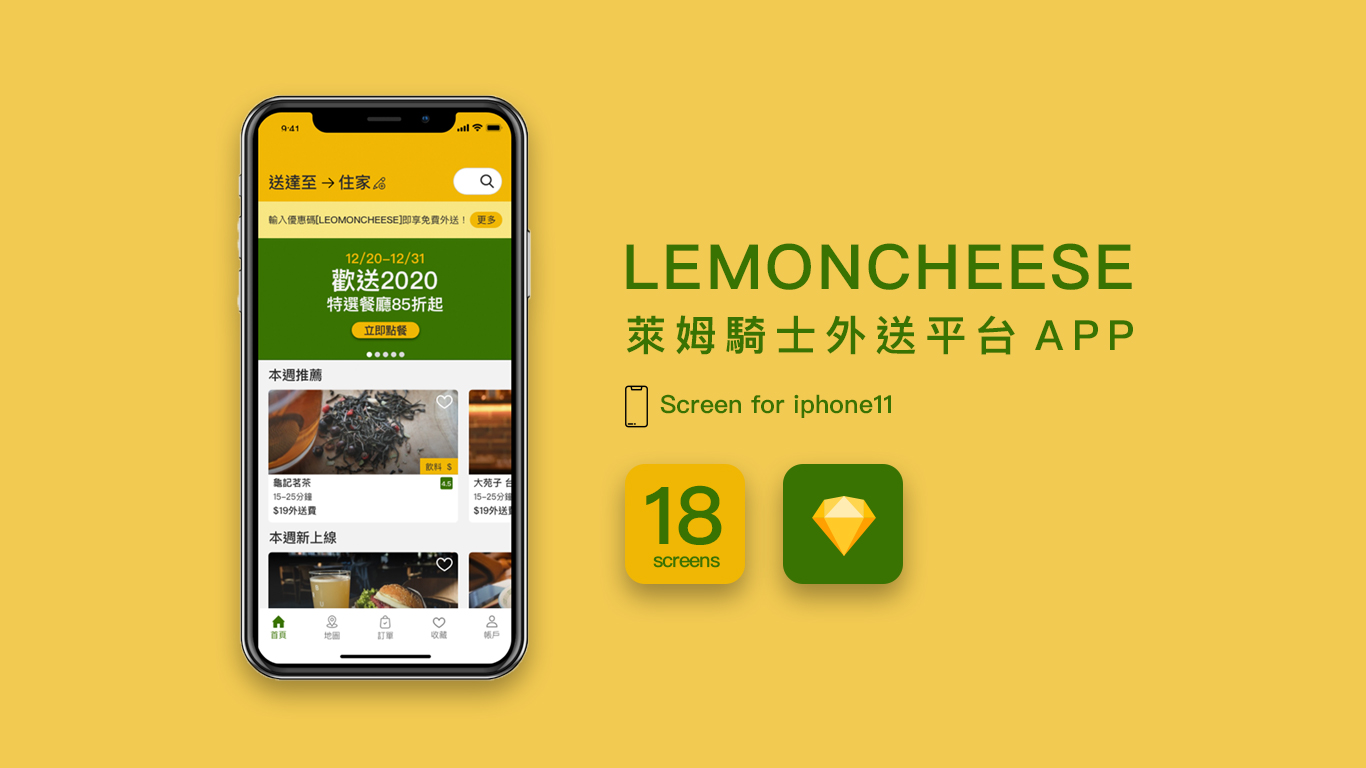 9:41
送達至 → 住家
輸入優惠碼[LEOMONCHEESE]即享免費外送！ 更多
12/20-12/31
歡送2020
特選餐廳85折起
立即點餐
本週推薦
飲料 $
龜記茗茶 4.5
15-25分鐘
$19外送費
大苑子 台
15-25分
$19外送
本週新上線
首頁 地圖 訂單 收藏 帳戶
LEMONCHEESE
萊姆騎士外送平台 APP
Screen for iphone11
18
screens